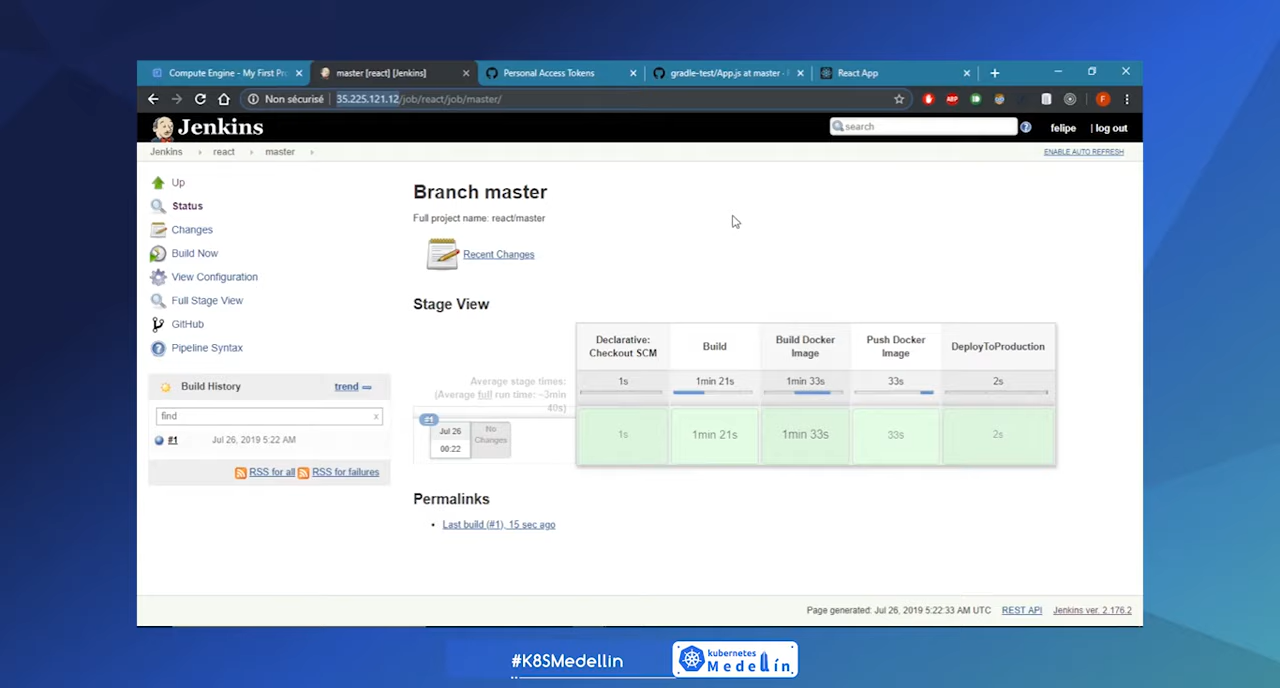 Compute Engine - My First Pr
master [react] [Jenkins]
Personal Access Tokens
gradle-test/App.js at master ·
React App
Non sécurisé
35.225.121.12/job/react/job/master/
ABP
F
Jenkins
search
felipe
| log out
Jenkins
react
master
ENABLE AUTO REFRESH
Up
Status
Changes
Build Now
View Configuration
Full Stage View
GitHub
Pipeline Syntax
Build History
trend
find
x
#1
Jul 26, 2019 5:22 AM
RSS for all
RSS for failures
Branch master
Full project name: react/master
Recent Changes
Stage View
Declarative:
Checkout SCM
Build
Build Docker
Image
Push Docker
Image
DeployToProduction
Average stage times:
(Average full run time: ~3min
40s)
1s
1min 21s
1min 33s
33s
2s
#1
Jul 26
00:22
No
Changes
1s
1min 21s
1min 33s
33s
2s
Permalinks
Last build (#1), 15 sec ago
Page generated: Jul 26, 2019 5:22:33 AM UTC
REST API
Jenkins ver. 2.176.2
#K8SMedellin
kubernetes
Medellín